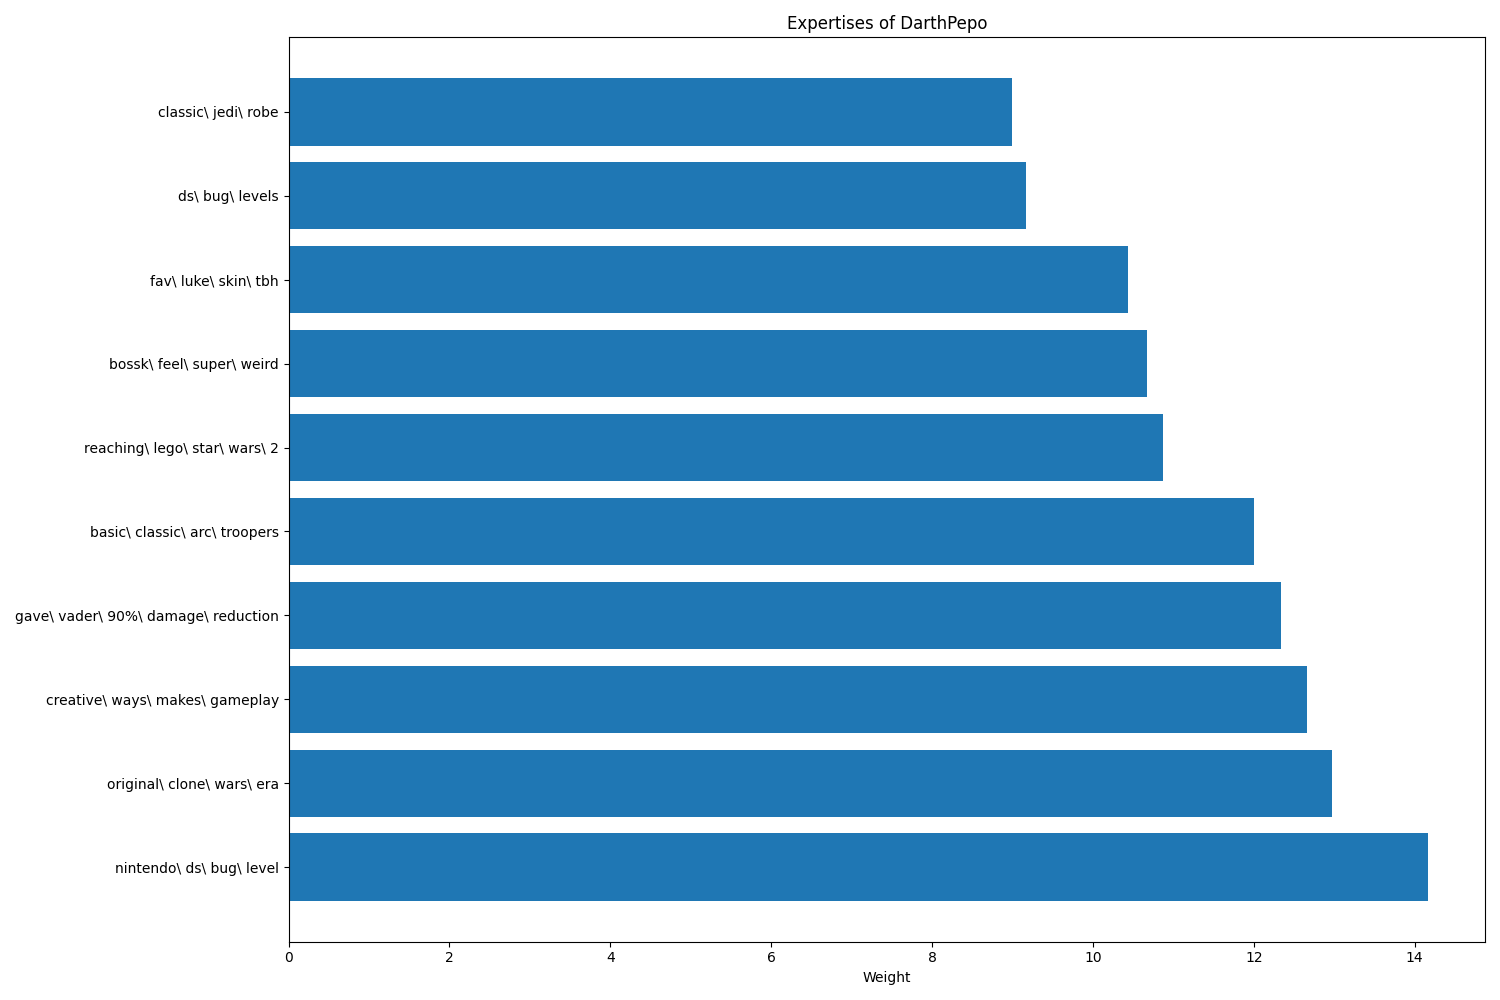 Expertises of DarthPepo
classic\ jedi\ robe
ds\ bug\ levels
fav\ luke\ skin\ tbh
bossk\ feel\ super\ weird
reaching\ lego\ star\ wars\ 2
basic\ classic\ arc\ troopers
gave\ vader\ 90%\ damage\ reduction
creative\ ways\ makes\ gameplay
original\ clone\ wars\ era
nintendo\ ds\ bug\ level
0 2 4 6 8 10 12 14
Weight